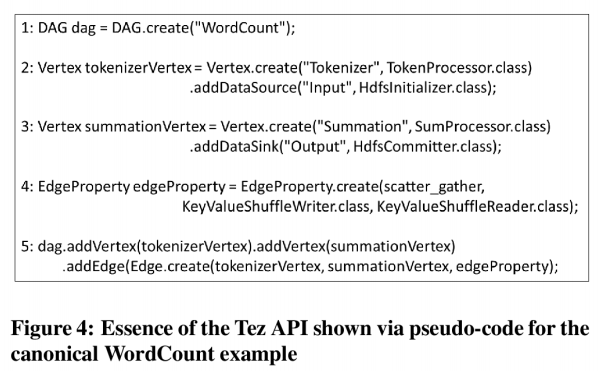 1: DAG dag = DAG.create("WordCount");
2: Vertex tokenizerVertex = Vertex.create("Tokenizer", TokenProcessor.class)
.addDataSource("Input", HdfsInitializer.class);
3: Vertex summationVertex = Vertex.create("Summation", SumProcessor.class)
.addDataSink("Output", HdfsCommitter.class);
4: EdgeProperty edgeProperty = EdgeProperty.create(scatter_gather,
KeyValueShuffleWriter.class, KeyValueShuffleReader.class);
5: dag.addVertex(tokenizerVertex).addVertex(summationVertex)
.addEdge(Edge.create(tokenizerVertex, summationVertex, edgeProperty);
Figure 4: Essence of the Tez API shown via pseudo-code for the
canonical WordCount example